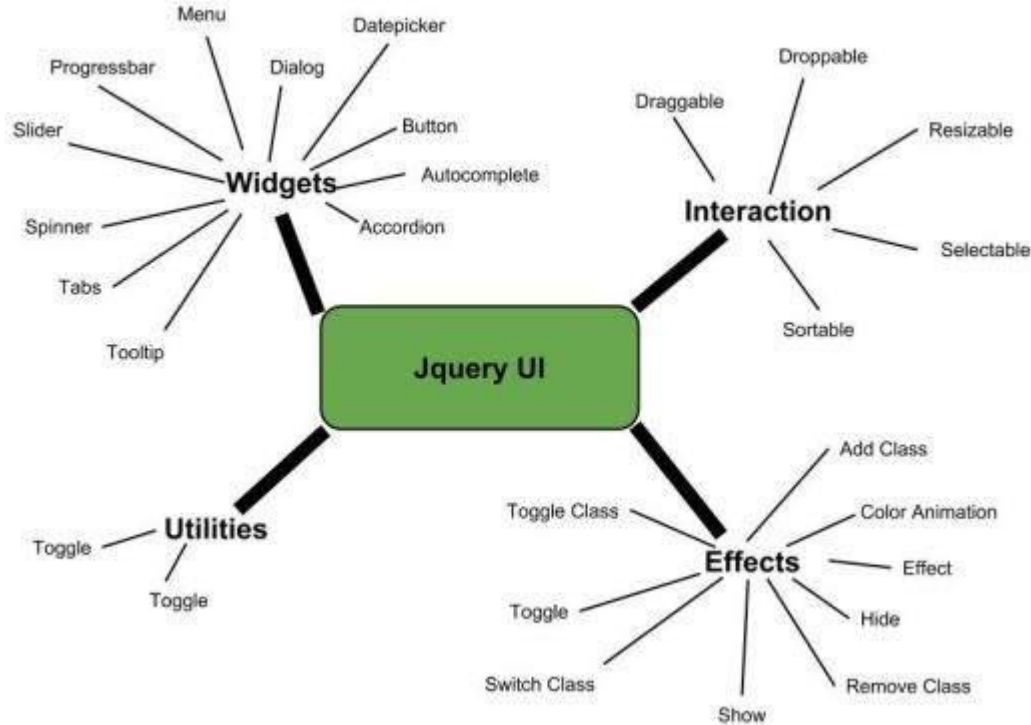 Menu
Datepicker
Progressbar
Dialog
Slider
Button
Widgets
Autocomplete
Spinner
Accordion
Tabs
Tooltip
Droppable
Draggable
Resizable
Interaction
Selectable
Sortable
Jquery UI
Utilities
Toggle
Toggle
Add Class
Toggle Class
Color Animation
Effects
Effect
Toggle
Hide
Switch Class
Remove Class
Show